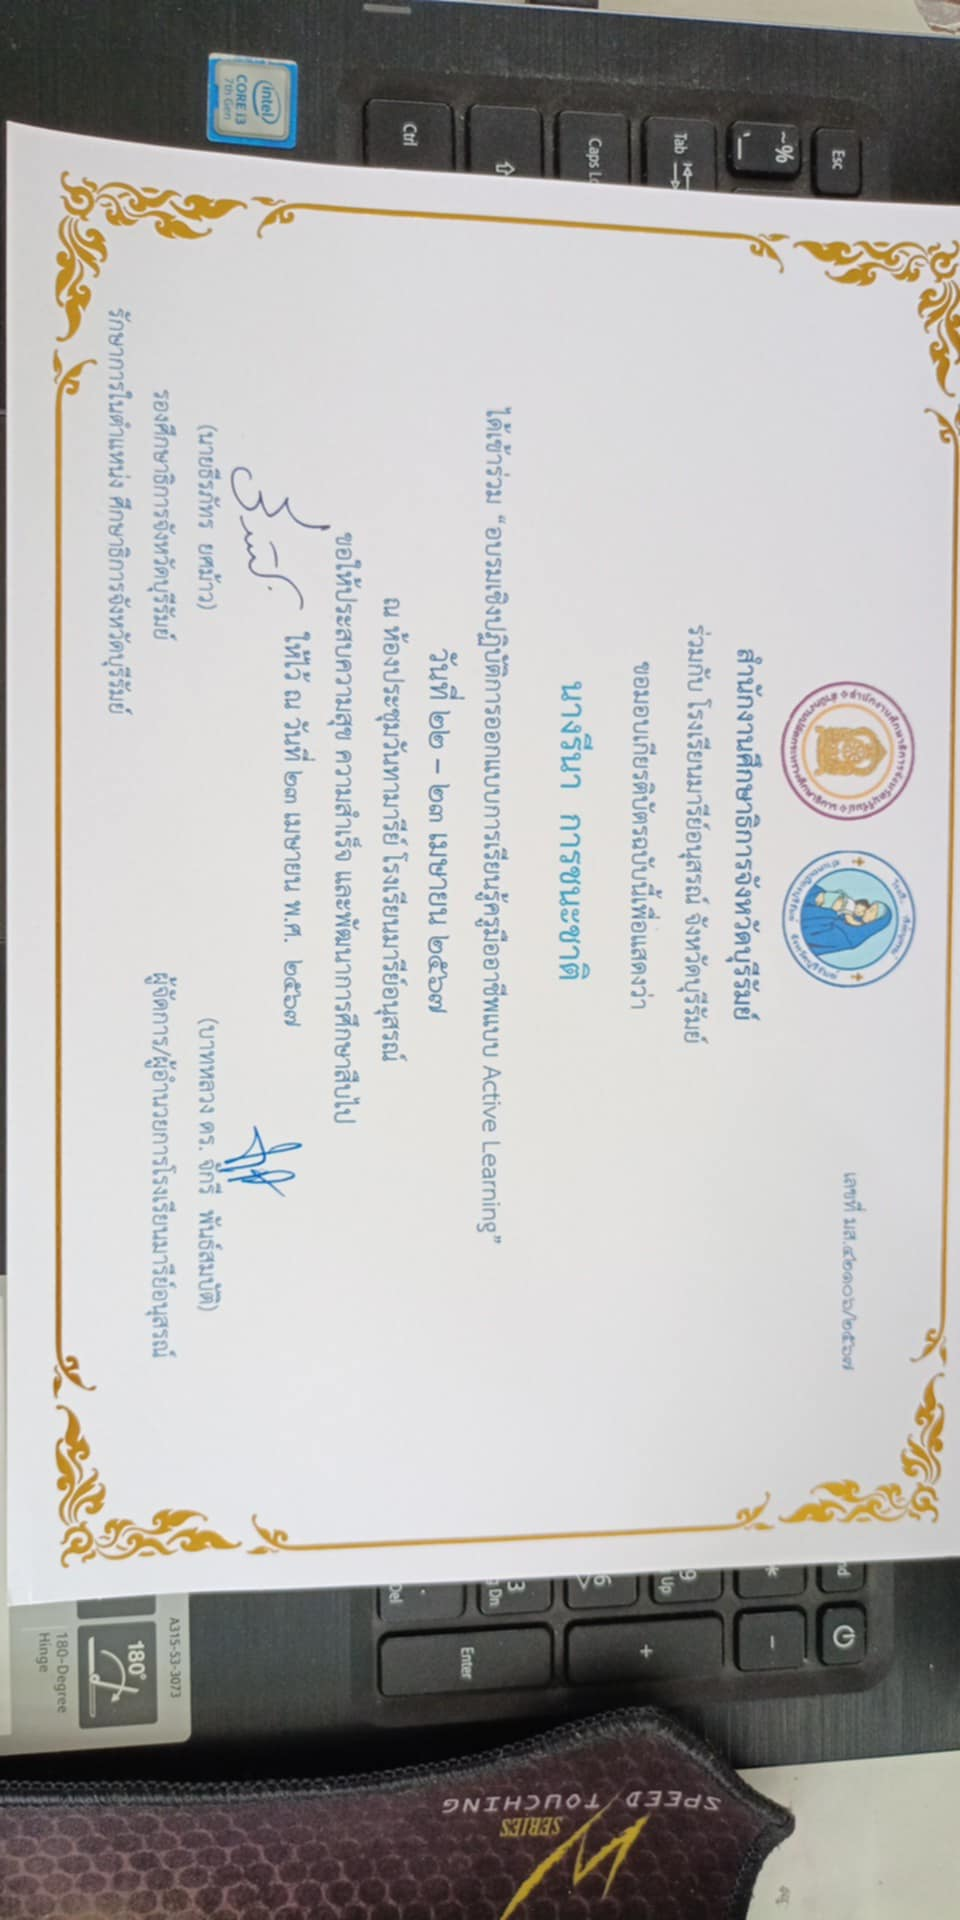 เลขที่ มส.๔๒๑๐๖/๒๕๖๗
สำนักงานศึกษาธิการจังหวัดบุรีรัมย์
ร่วมกับ โรงเรียนมารีย์อนุสรณ์ จังหวัดบุรีรัมย์
ขอมอบเกียรติบัตรฉบับนี้เพื่อแสดงว่า
นางรีนา การชนะชาติ
ได้เข้าร่วม “อบรมเชิงปฏิบัติการออกแบบการเรียนรู้ครูมืออาชีพแบบ Active Learning”
วันที่ ๒๒ – ๒๓ เมษายน ๒๕๖๗
ณ ห้องประชุมวันทามารีย์ โรงเรียนมารีย์อนุสรณ์
ขอให้ประสบความสุข ความสำเร็จ และพัฒนาการศึกษาสืบไป
ให้ไว้ ณ วันที่ ๒๓ เมษายน พ.ศ. ๒๕๖๗
(นายธีรภัทร ยศม้าว)
รองศึกษาธิการจังหวัดบุรีรัมย์
รักษาการในตำแหน่ง ศึกษาธิการจังหวัดบุรีรัมย์
(บาทหลวง ดร. จักรี พันธ์สมบัติ)
ผู้จัดการ/ผู้อำนวยการโรงเรียนมารีย์อนุสรณ์
Esc
Tab
Caps Lo
Ctrl
intel
CORE i3
7th Gen
nd
9
Up
6
3
Dn
Del
+
-
Enter
A315-53-3073
180°
180-Degree
Hinge
SPEED TOUCHING
SERIES